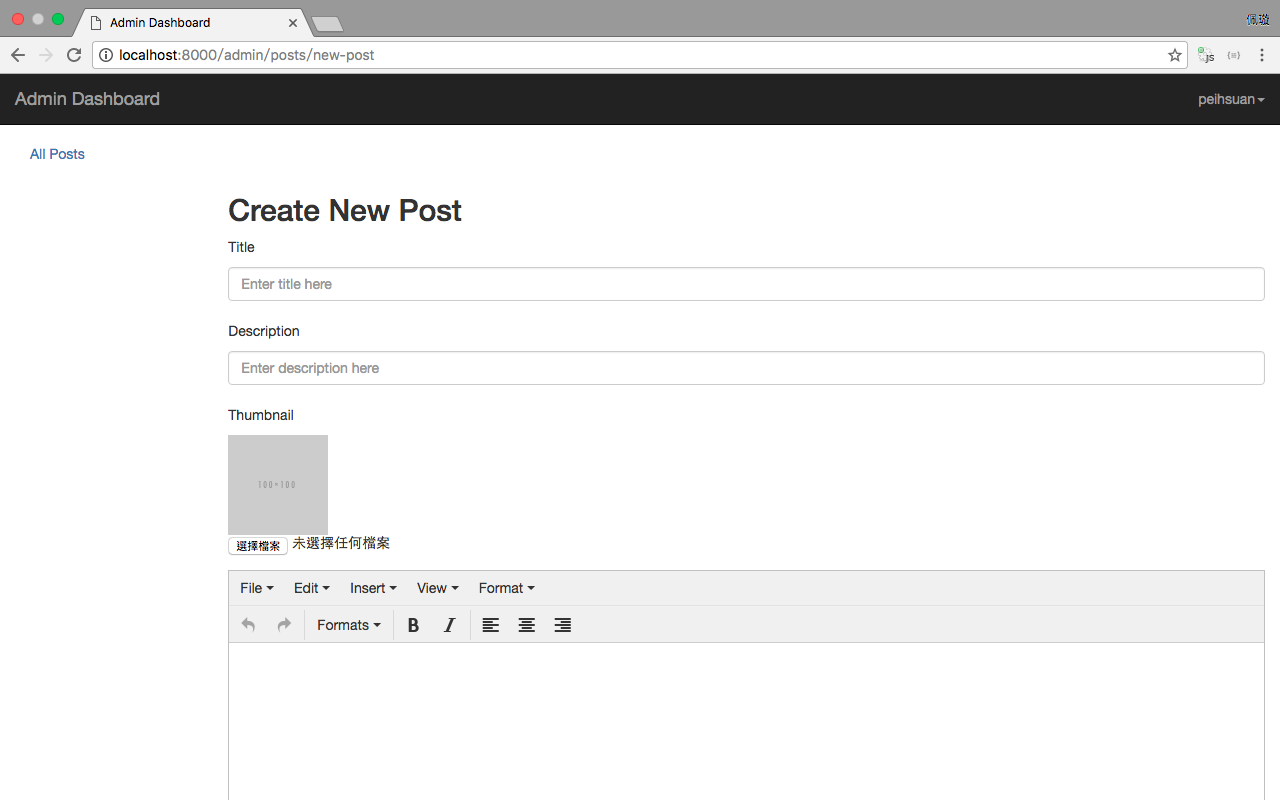 Admin Dashboard
佩璇
localhost:8000/admin/posts/new-post
JS
Admin Dashboard
peihsuan
All Posts
Create New Post
Title
Enter title here
Description
Enter description here
Thumbnail
100×100
選擇檔案 未選擇任何檔案
File Edit Insert View Format
Formats B I